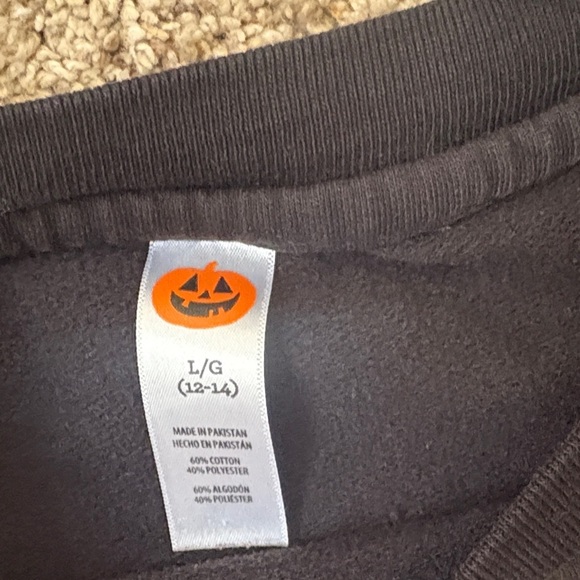 L/G
(12-14)
MADE IN PAKISTAN
HECHO EN PAKISTÁN
60% COTTON
40% POLYESTER
60% ALGODÓN
40% POLIÉSTER